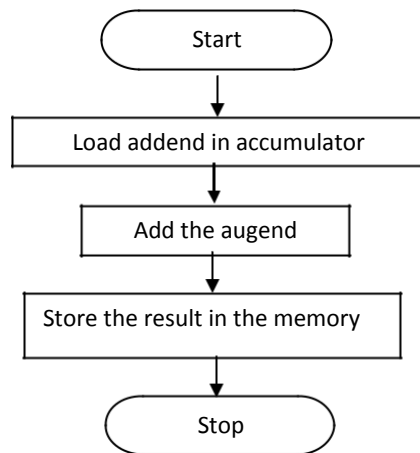 Start
Load addend in accumulator
Add the augend
Store the result in the memory
Stop